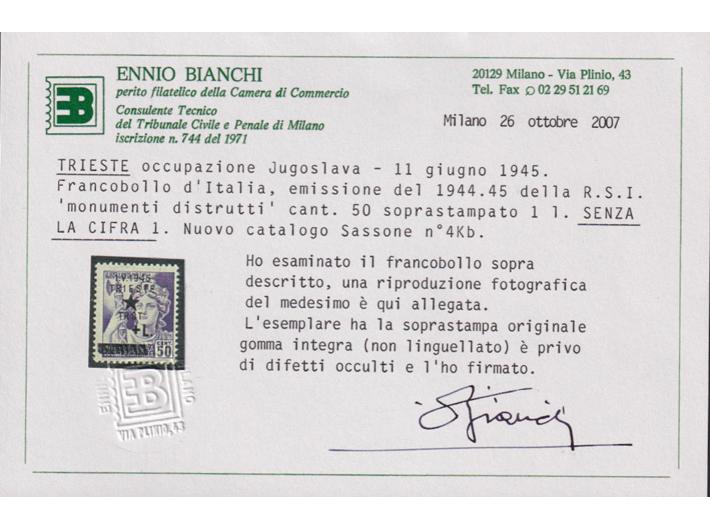 ENNIO BIANCHI
perito filatelico della Camera di Commercio
Consulente Tecnico
del Tribunale Civile e Penale di Milano
iscrizione n. 744 del 1971
20129 Milano - Via Plinio, 43
Tel. Fax 02 29 51 21 69
Milano 26 ottobre 2007
TRIESTE occupazione Jugoslava - 11 giugno 1945.
Francobollo d'Italia, emissione del 1944.45 della R.S.I.
'monumenti distrutti' cant. 50 soprastampato 1 l. SENZA
LA CIFRA 1. Nuovo catalogo Sassone n°4Kb.
Ho esaminato il francobollo sopra
descritto, una riproduzione fotografica
del medesimo è qui allegata.
L'esemplare ha la soprastampa originale
gomma integra (non linguellato) è privo
di difetti occulti e l'ho firmato.
1.V.1945
TRIESTE
TRST
+L.
50
VIA PLINIO, 43